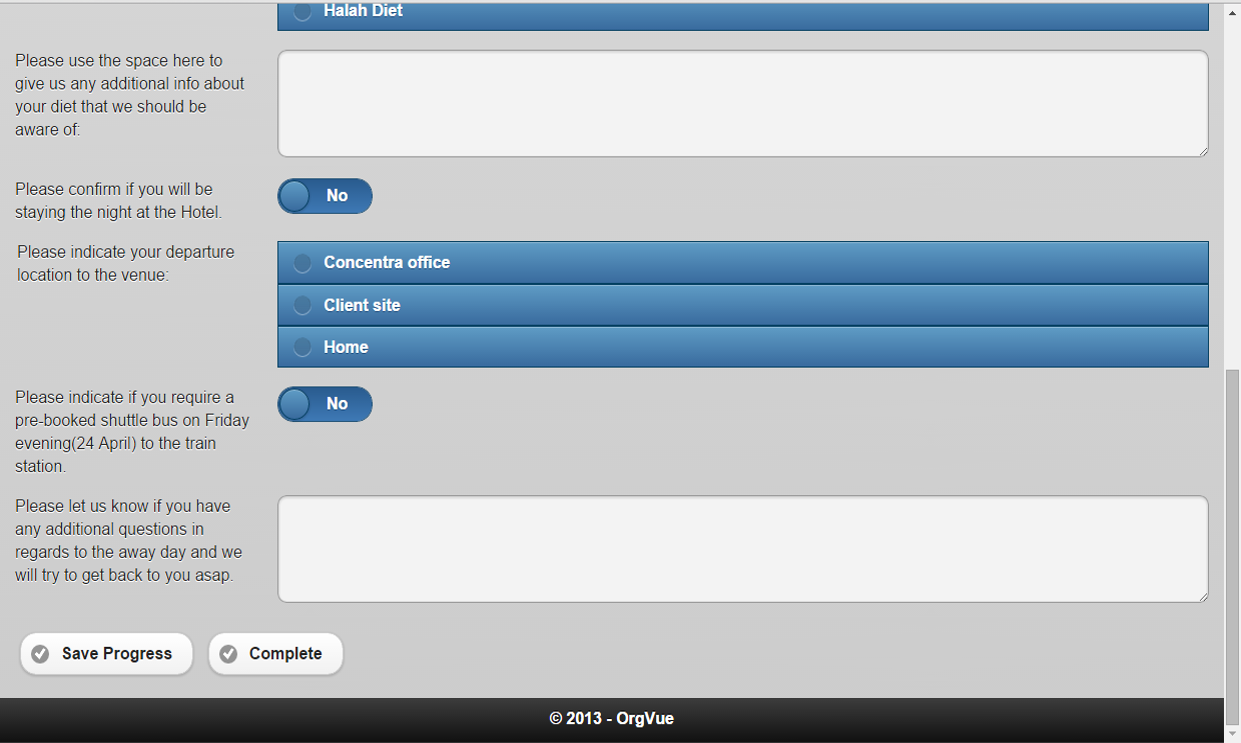 Halah Diet
Please use the space here to
give us any additional info about
your diet that we should be
aware of:
Please confirm if you will be
staying the night at the Hotel.
No
Please indicate your departure
location to the venue:
Concentra office
Client site
Home
Please indicate if you require a
pre-booked shuttle bus on Friday
evening(24 April) to the train
station.
No
Please let us know if you have
any additional questions in
regards to the away day and we
will try to get back to you asap.
Save Progress
Complete
© 2013 - OrgVue